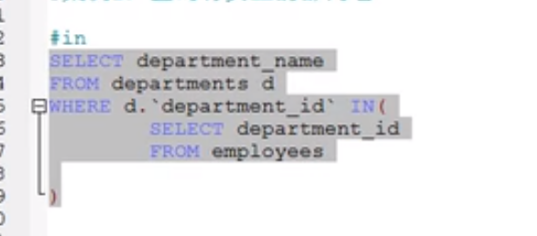 #in
SELECT department_name
FROM departments d
WHERE d.`department_id` IN(
SELECT department_id
FROM employees
)